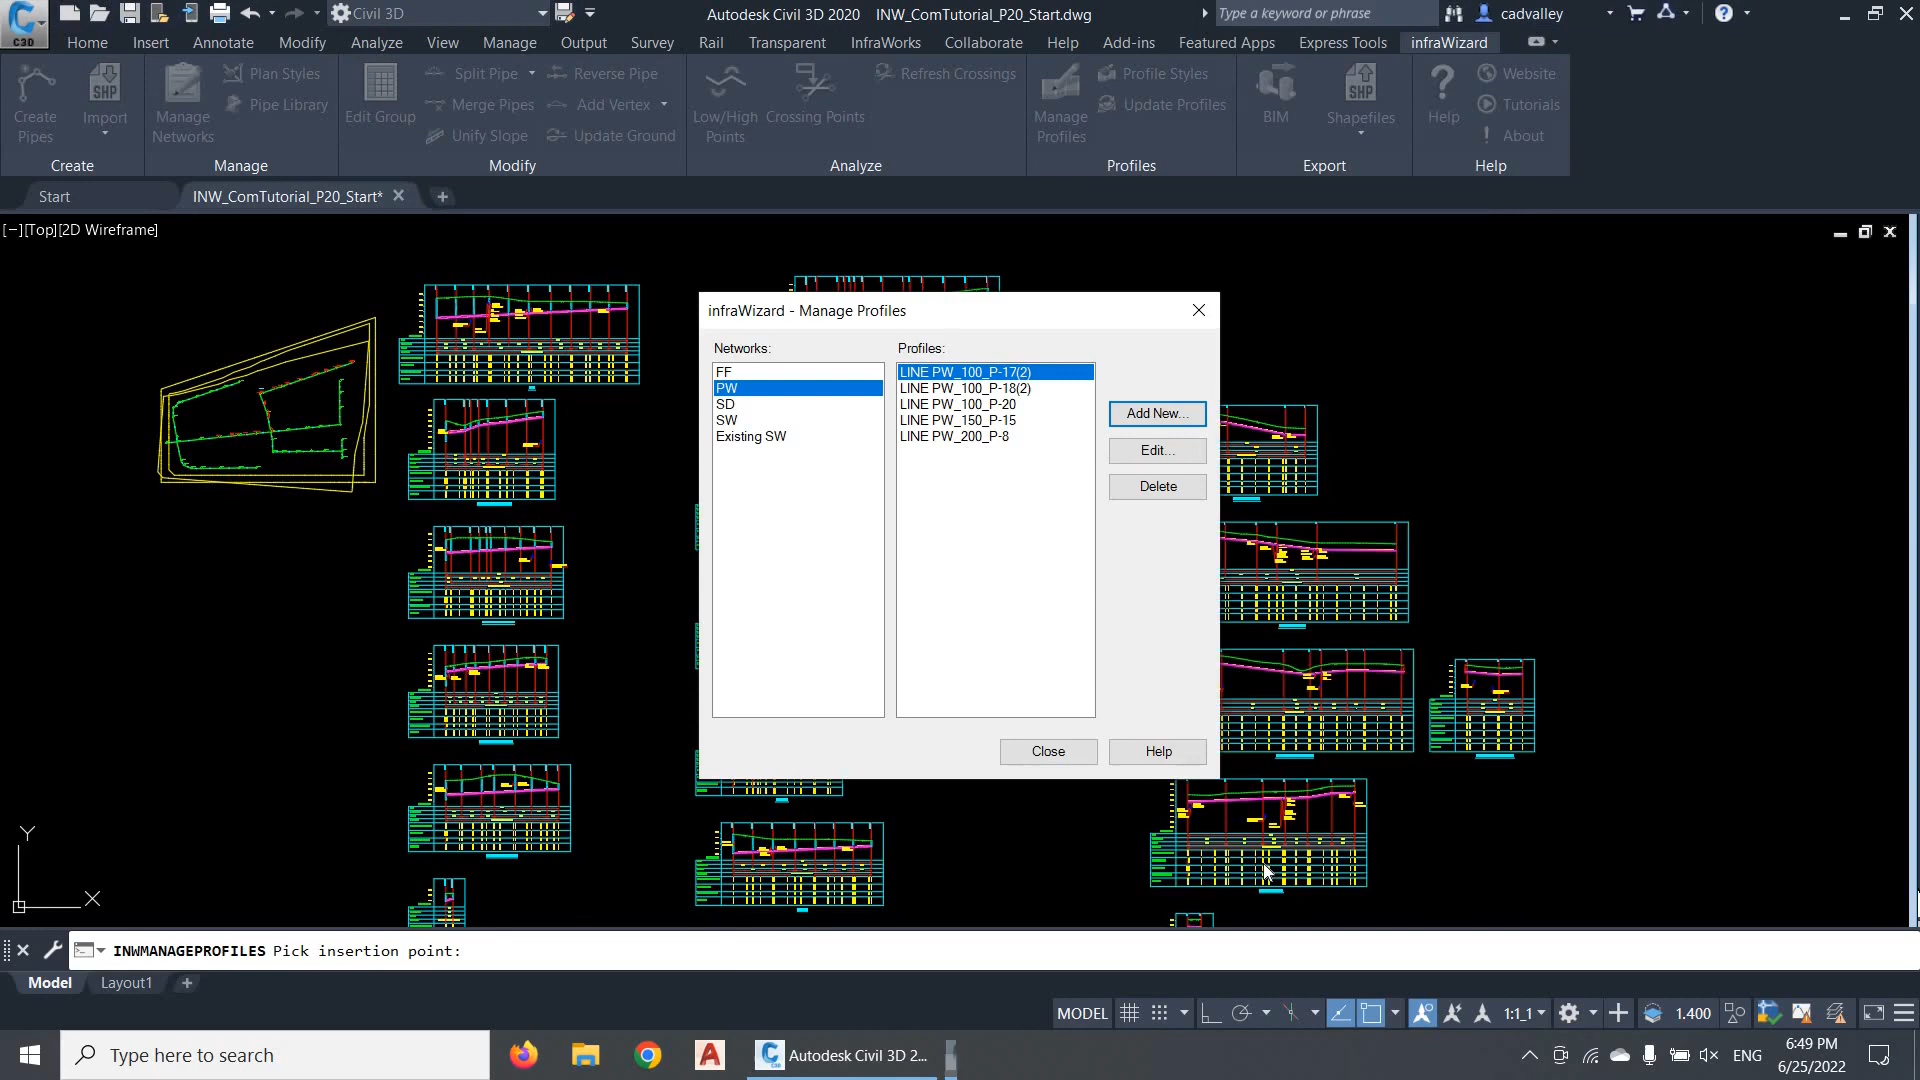 Civil 3D
Autodesk Civil 3D 2020 INW_ComTutorial_P20_Start.dwg
Type a keyword or phrase
cadvalley
C3D
Home Insert Annotate Modify Analyze View Manage Output Survey Rail Transparent InfraWorks Collaborate Help Add-ins Featured Apps Express Tools infraWizard
Create Pipes
SHP
Import
Create
Manage Networks
Plan Styles
Pipe Library
Manage
Edit Group
Split Pipe
Reverse Pipe
Merge Pipes
Add Vertex
Unify Slope
Update Ground
Modify
Low/High Points
Crossing Points
Refresh Crossings
Analyze
Manage Profiles
Profile Styles
Update Profiles
Profiles
BIM
SHP
Shapefiles
Export
Help
Website
Tutorials
About
Help
Start
INW_ComTutorial_P20_Start*
[−][Top][2D Wireframe]
infraWizard - Manage Profiles
Networks:
Profiles:
FF
PW
SD
SW
Existing SW
LINE PW_100_P-17(2)
LINE PW_100_P-18(2)
LINE PW_100_P-20
LINE PW_150_P-15
LINE PW_200_P-8
Add New...
Edit...
Delete
Close
Help
Y
X
INWMANAGEPROFILES Pick insertion point:
Model
Layout1
MODEL
1:1_1
1.400
Type here to search
Autodesk Civil 3D 2...
ENG
6:49 PM
6/25/2022